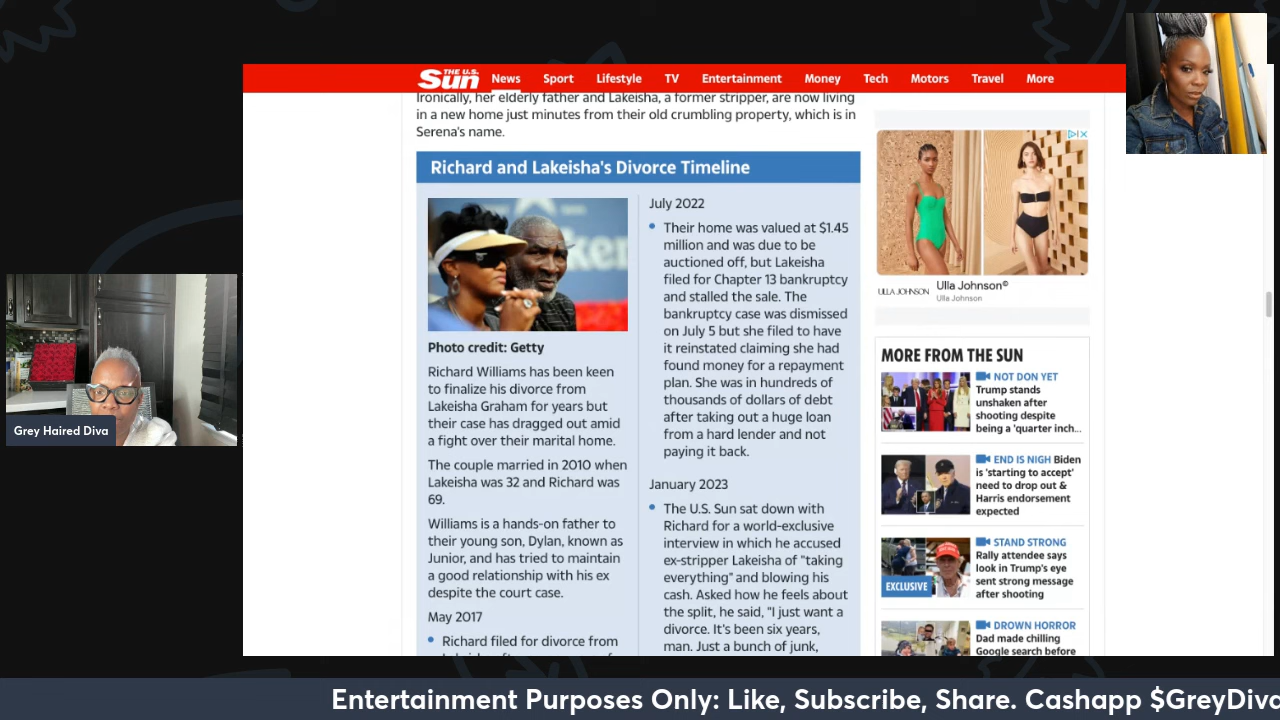 THE U.S.
Sun
News Sport Lifestyle TV Entertainment Money Tech Motors Travel More
Ironically, her elderly father and Lakeisha, a former stripper, are now living
in a new home just minutes from their old crumbling property, which is in
Serena's name.
Richard and Lakeisha's Divorce Timeline
Photo credit: Getty
Richard Williams has been keen
to finalize his divorce from
Lakeisha Graham for years but
their case has dragged out amid
a fight over their marital home.
The couple married in 2010 when
Lakeisha was 32 and Richard was
69.
Williams is a hands-on father to
their young son, Dylan, known as
Junior, and has tried to maintain
a good relationship with his ex
despite the court case.
May 2017
Richard filed for divorce from
July 2022
Their home was valued at $1.45
million and was due to be
auctioned off, but Lakeisha
filed for Chapter 13 bankruptcy
and stalled the sale. The
bankruptcy case was dismissed
on July 5 but she filed to have
it reinstated claiming she had
found money for a repayment
plan. She was in hundreds of
thousands of dollars of debt
after taking out a huge loan
from a hard lender and not
paying it back.
January 2023
The U.S. Sun sat down with
Richard for a world-exclusive
interview in which he accused
ex-stripper Lakeisha of "taking
everything" and blowing his
cash. Asked how he feels about
the split, he said, "I just want a
divorce. It's been six years,
man. Just a bunch of junk,
ULLA JOHNSON
Ulla Johnson©
Ulla Johnson
MORE FROM THE SUN
NOT DON YET
Trump stands
unshaken after
shooting despite
being a 'quarter inch...
END IS NIGH Biden
is 'starting to accept'
need to drop out &
Harris endorsement
expected
EXCLUSIVE
STAND STRONG
Rally attendee says
look in Trump's eye
sent strong message
after shooting
DROWN HORROR
Dad made chilling
Google search before
Grey Haired Diva
Entertainment Purposes Only: Like, Subscribe, Share. Cashapp $GreyDiva